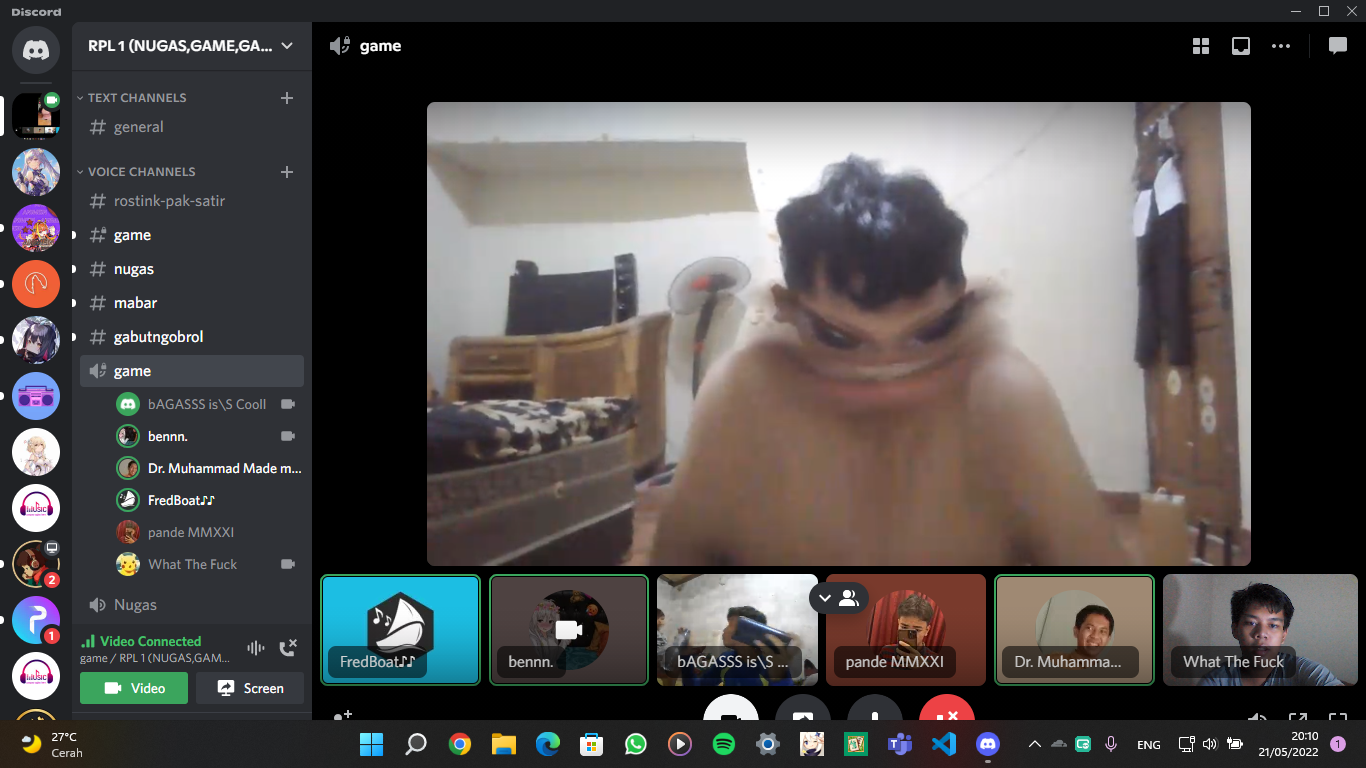 Discord
RPL 1 (NUGAS,GAME,GA...
game
TEXT CHANNELS
general
VOICE CHANNELS
rostink-pak-satir
game
nugas
mabar
gabutngobrol
game
bAGASSS is\S Cooll
bennn.
Dr. Muhammad Made m...
FredBoat♪♪
pande MMXXI
What The Fuck
Nugas
Video Connected
game / RPL 1 (NUGAS,GAM...
Video
Screen
FredBoat♪♪
bennn.
bAGASSS is\S ...
pande MMXXI
Dr. Muhamma...
What The Fuck
MUSIC
2
1
MUSIC
27°C
Cerah
ENG
20:10
21/05/2022
1